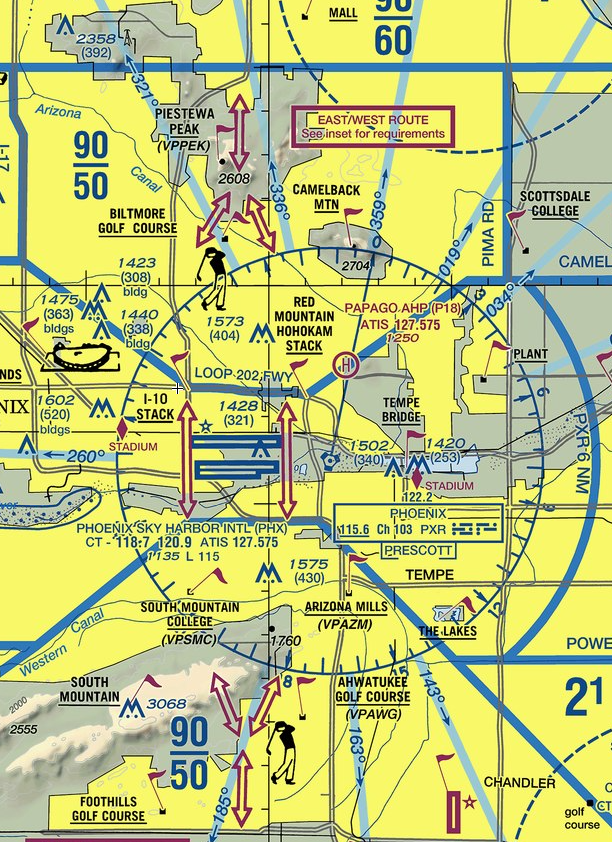 MALL
90
60
2358
(392)
321°
Arizona
Canal
PIESTEWA
PEAK
(VPPEK)
EAST/WEST ROUTE
See inset for requirements
I-17
90
50
2608
336°
359°
CAMELBACK
MTN
SCOTTSDALE
COLLEGE
BILTMORE
GOLF COURSE
PIMA RD
019°
2704
CAMEL
034°
1423
(308)
bldg
1475
(363)
bldgs
1440
(338)
bldg
1573
(404)
RED
MOUNTAIN
HOHOKAM
STACK
PAPAGO AHP (P18)
ATIS 127.575
1250
H
PLANT
NDS
LOOP 202 FWY
NIX
1602
(520)
bldgs
I-10
STACK
1428
(321)
TEMPE
BRIDGE
STADIUM
1502
(340)
1420
(253)
260°
STADIUM
PXR 6 NM
122.2
PHOENIX
115.6 Ch 103 PXR
PRESCOTT
PHOENIX SKY HARBOR INTL (PHX)
CT - 118.7 120.9 ATIS 127.575
1135 L 115
1575
(430)
TEMPE
SOUTH MOUNTAIN
COLLEGE
(VPSMC)
ARIZONA MILLS
(VPAZM)
THE LAKES
12
Western Canal
1760
POWE
SOUTH
MOUNTAIN
3068
AHWATUKEE
GOLF COURSE
(VPAWG)
143°
2000
2555
90
50
193°
21
185°
CHANDLER
FOOTHILLS
GOLF COURSE
golf
course